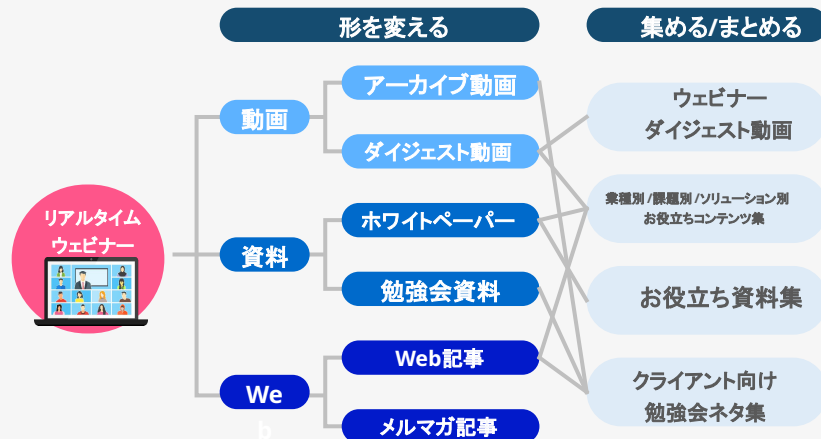 形を変える
集める/まとめる
リアルタイム
ウェビナー
動画
アーカイブ動画
ダイジェスト動画
資料
ホワイトペーパー
勉強会資料
We
b
Web記事
メルマガ記事
ウェビナー
ダイジェスト動画
業種別/課題別/ソリューション別
お役立ちコンテンツ集
お役立ち資料集
クライアント向け
勉強会ネタ集